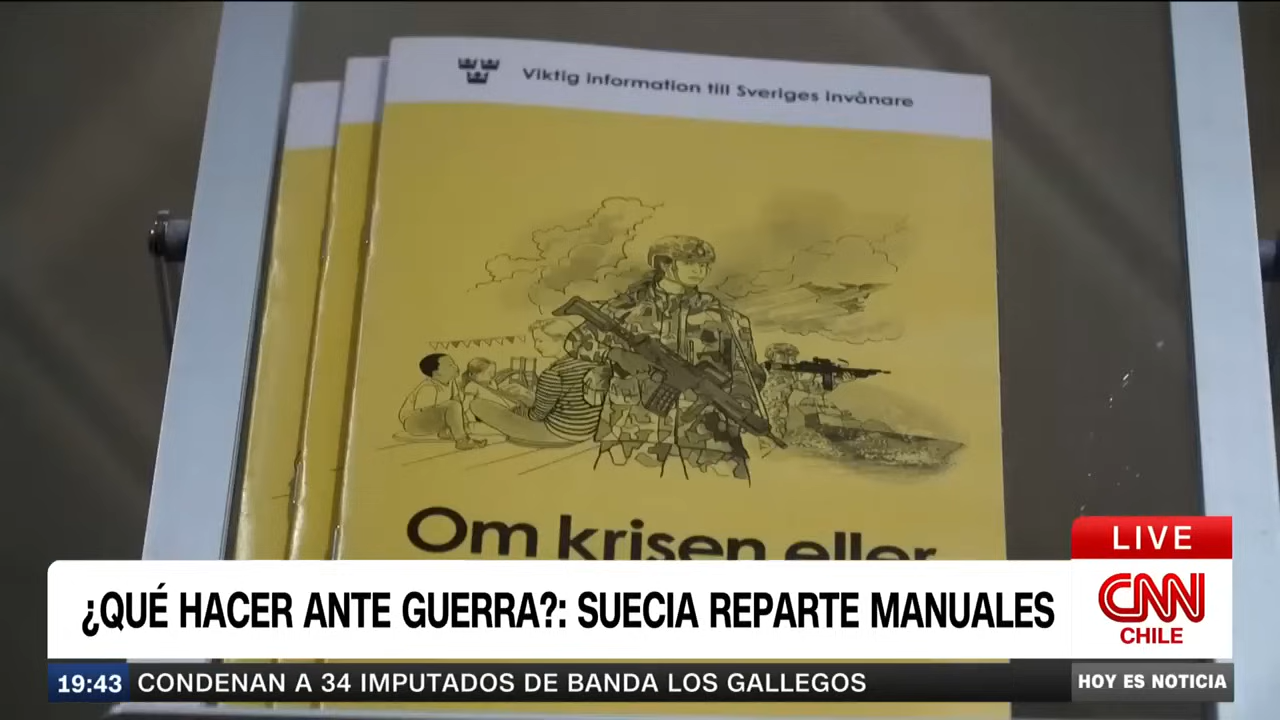 Viktig information till Sveriges invånare
Om krisen eller
¿QUÉ HACER ANTE GUERRA?: SUECIA REPARTE MANUALES
LIVE
CNN
CHILE
19:43 CONDENAN A 34 IMPUTADOS DE BANDA LOS GALLEGOS
HOY ES NOTICIA